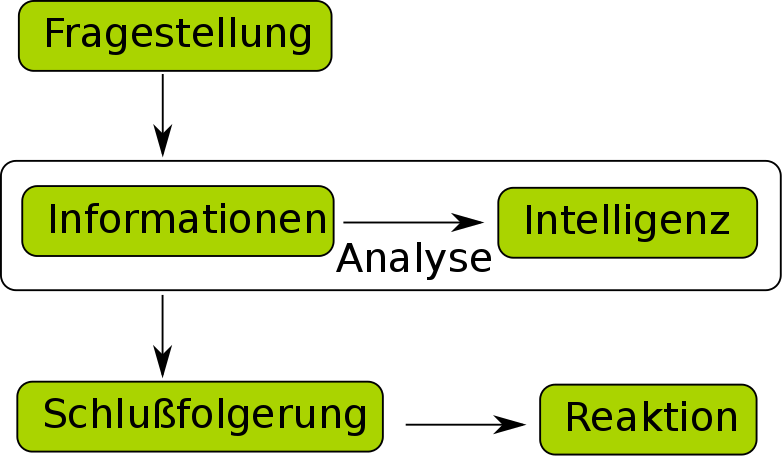 Fragestellung
Informationen
Analyse
Intelligenz
Schlußfolgerung
Reaktion